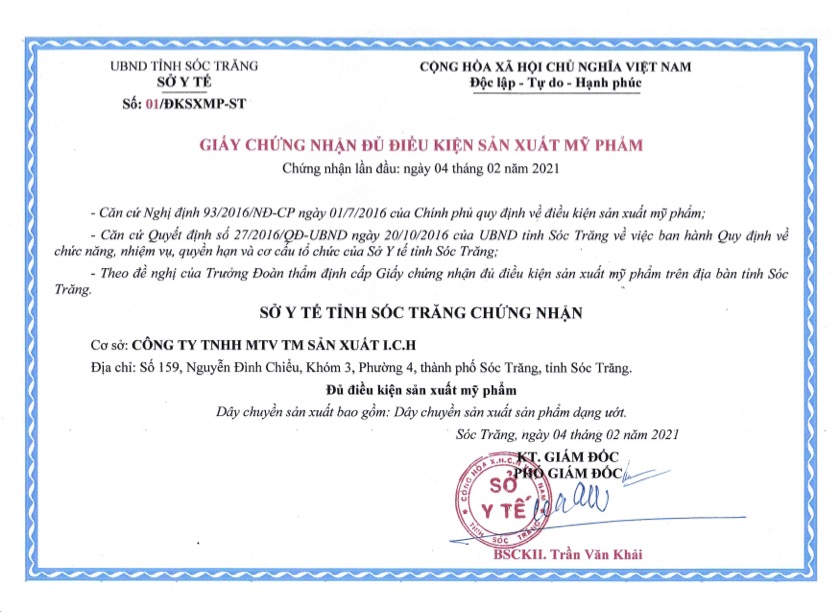 UBND TỈNH SÓC TRĂNG
SỞ Y TẾ
Số: 01/ĐKSXMP-ST
CỘNG HÒA XÃ HỘI CHỦ NGHĨA VIỆT NAM
Độc lập - Tự do - Hạnh phúc
GIẤY CHỨNG NHẬN ĐỦ ĐIỀU KIỆN SẢN XUẤT MỸ PHẨM
Chứng nhận lần đầu: ngày 04 tháng 02 năm 2021
- Căn cứ Nghị định 93/2016/NĐ-CP ngày 01/7/2016 của Chính phủ quy định về điều kiện sản xuất mỹ phẩm;
- Căn cứ Quyết định số 27/2016/QĐ-UBND ngày 20/10/2016 của UBND tỉnh Sóc Trăng về việc ban hành Quy định về
chức năng, nhiệm vụ, quyền hạn và cơ cấu tổ chức của Sở Y tế tỉnh Sóc Trăng;
- Theo đề nghị của Trưởng Đoàn thẩm định cấp Giấy chứng nhận đủ điều kiện sản xuất mỹ phẩm trên địa bàn tỉnh Sóc
Trăng.
SỞ Y TẾ TỈNH SÓC TRĂNG CHỨNG NHẬN
Cơ sở: CÔNG TY TNHH MTV TM SẢN XUẤT I.C.H
Địa chỉ: Số 159, Nguyễn Đình Chiểu, Khóm 3, Phường 4, thành phố Sóc Trăng, tỉnh Sóc Trăng.
Đủ điều kiện sản xuất mỹ phẩm
Dây chuyền sản xuất bao gồm: Dây chuyền sản xuất sản phẩm dạng ướt.
Sóc Trăng, ngày 04 tháng 02 năm 2021
KT. GIÁM ĐỐC
PHÓ GIÁM ĐỐC
CỘNG HÒA X.H.C.H VIỆT NAM
SỞ
Y TẾ
TỈNH SÓC TRĂNG
BSCKII. Trần Văn Khải